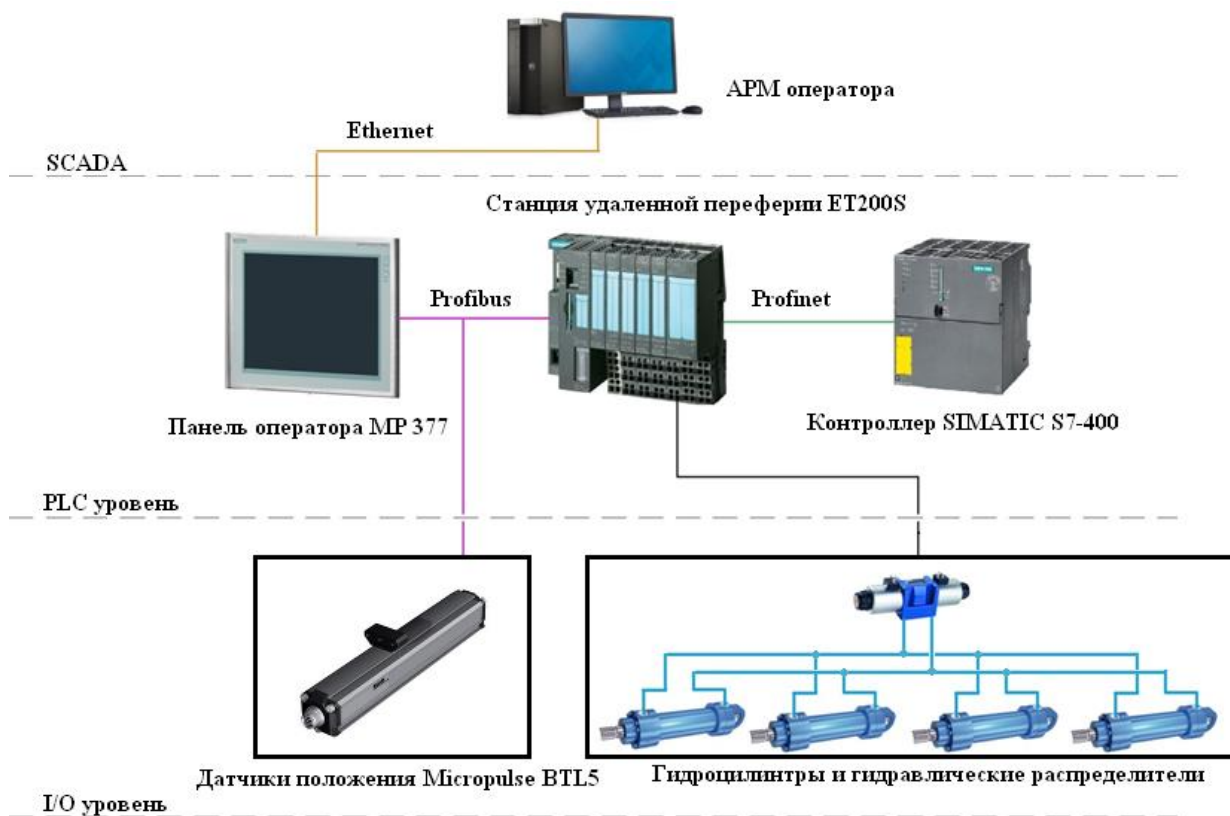 АРМ оператора
Ethernet
SCADA
Станция удаленной переферии ET200S
Profibus
Profinet
SIEMENS
Панель оператора MP 377
Контроллер SIMATIC S7-400
PLC уровень
Датчики положения Micropulse BTL5
Гидроцилинтры и гидравлические распределители
I/O уровень